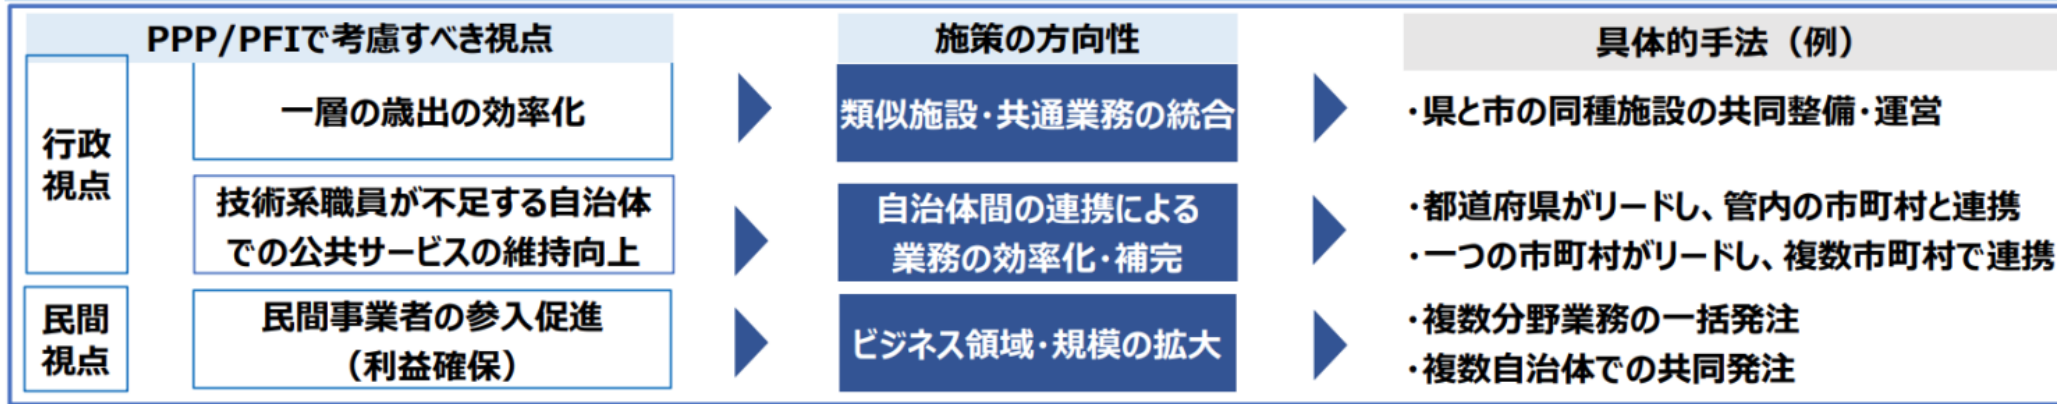 PPP/PFIで考慮すべき視点
施策の方向性
具体的手法（例）
行政
視点
一層の歳出の効率化
類似施設･共通業務の統合
･県と市の同種施設の共同整備･運営
技術系職員が不足する自治体
での公共サービスの維持向上
自治体間の連携による
業務の効率化･補完
･都道府県がリードし、管内の市町村と連携
･一つの市町村がリードし、複数市町村で連携
民間
視点
民間事業者の参入促進
（利益確保）
ビジネス領域･規模の拡大
･複数分野業務の一括発注
･複数自治体での共同発注